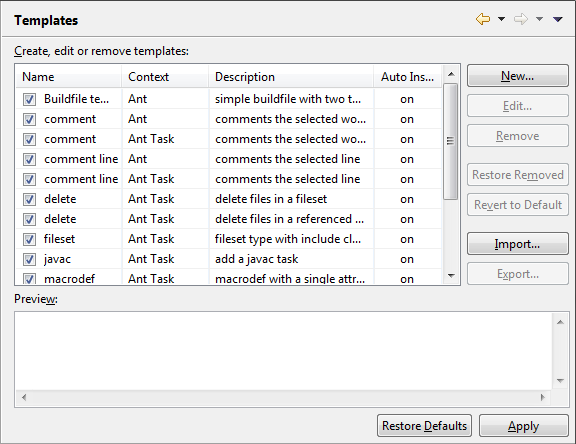 Templates
Create, edit or remove templates:
Name Context Description Auto Ins...
Buildfile te... Ant simple buildfile with two t... on
comment Ant comments the selected wo... on
comment Ant Task comments the selected wo... on
comment line Ant comments the selected line on
comment line Ant Task comments the selected line on
delete Ant Task delete files in a fileset on
delete Ant Task delete files in a referenced ... on
fileset Ant Task fileset type with include cl... on
javac Ant Task add a javac task on
macrodef Ant Task macrodef with a single attr... on
New...
Edit...
Remove
Restore Removed
Revert to Default
Import...
Export...
Preview:
Restore Defaults Apply